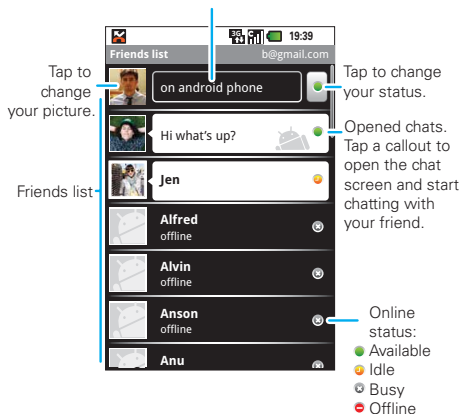 19:39
Friends list b@gmail.com
Tap to
change
your picture.
on android phone
Tap to change
your status.
Hi what's up?
Opened chats.
Tap a callout to
open the chat
screen and start
chatting with
your friend.
Friends list
Jen
Alfred
offline
Alvin
offline
Anson
offline
Anu
Online
status:
Available
Idle
Busy
Offline